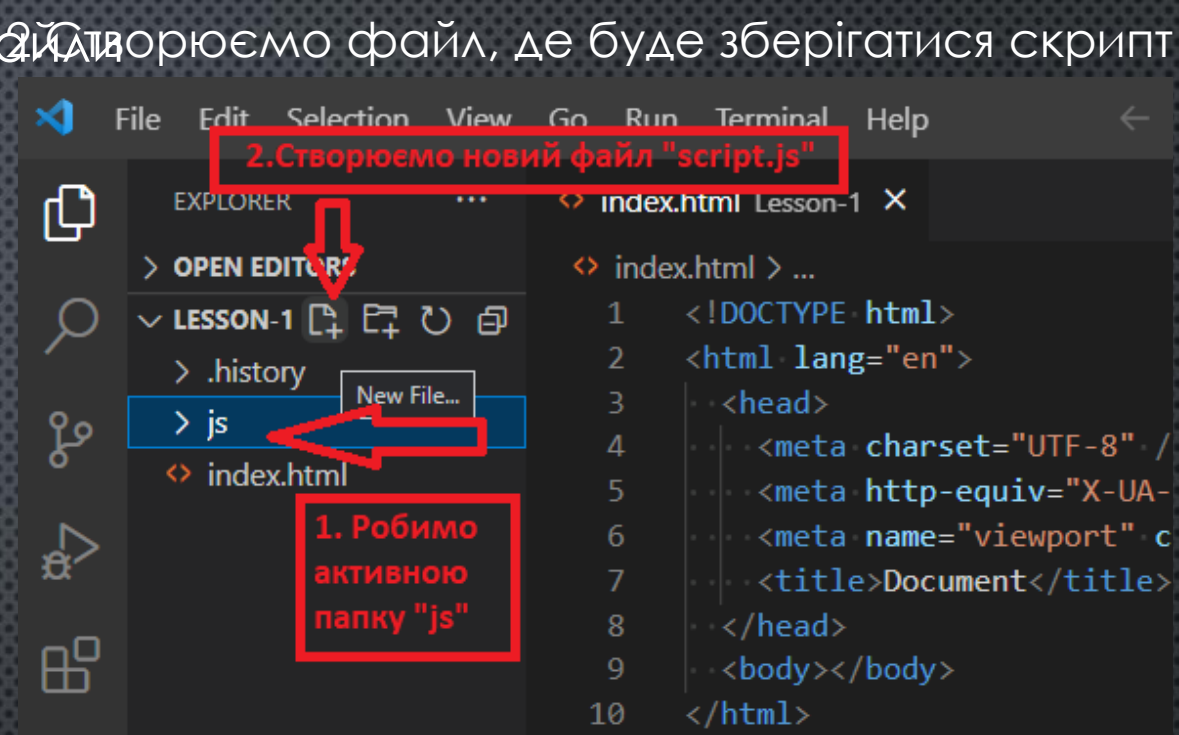 2.Створюємо файл, де буде зберігатися скрипт
File Edit Selection View Go Run Terminal Help
2.Створюємо новий файл "script.js"
EXPLORER ...
index.html Lesson-1
OPEN EDITORS
index.html > ...
LESSON-1
.history
New File...
js
index.html
1. Робимо
активною
папку "js"
1 <!DOCTYPE html>
2 <html lang="en">
3 <head>
4 <meta charset="UTF-8" /
5 <meta http-equiv="X-UA-
6 <meta name="viewport" c
7 <title>Document</title>
8 </head>
9 <body></body>
10 </html>